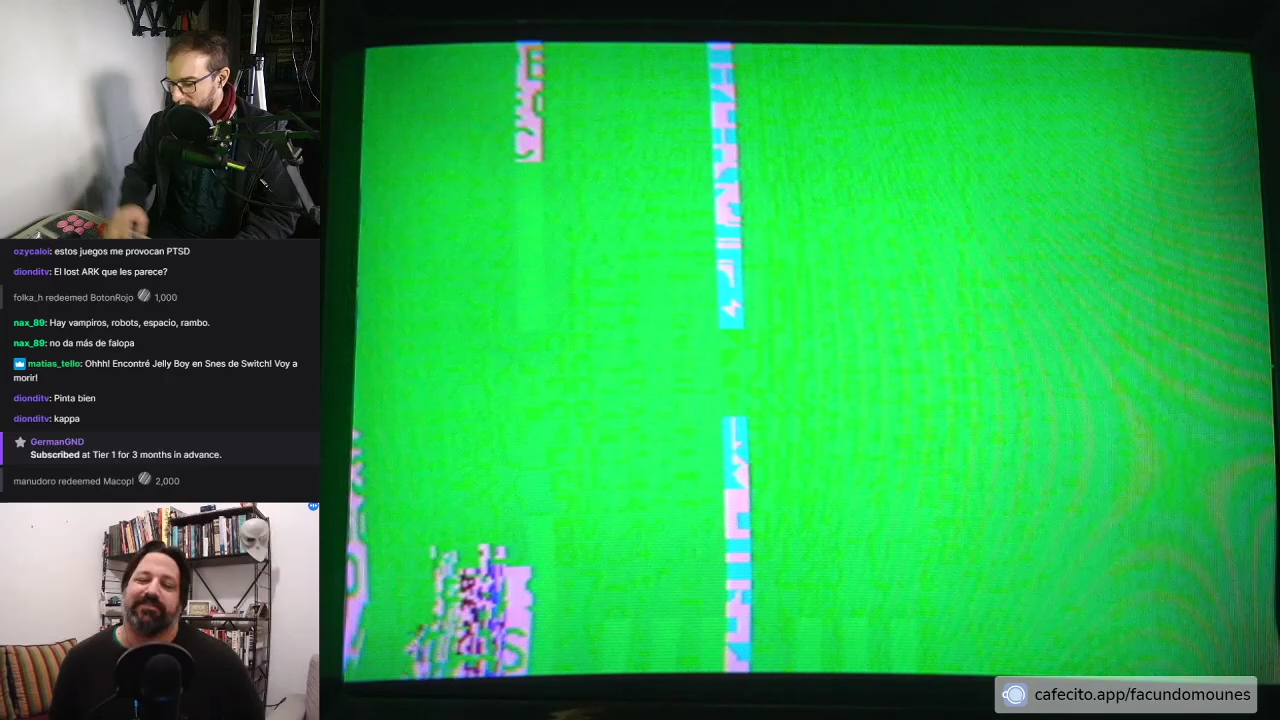 ozycaloi: estos juegos me provocan PTSD
dionditv: El lost ARK que les parece?
folka_h redeemed BotonRojo 1,000
nax_89: Hay vampiros, robots, espacio, rambo.
nax_89: no da más de falopa
matias_tello: Ohhh! Encontré Jelly Boy en Snes de Switch! Voy a
morir!
dionditv: Pinta bien
dionditv: kappa
GermanGND
Subscribed at Tier 1 for 3 months in advance.
manudoro redeemed Macop! 2,000
cafecito.app/facundomounes